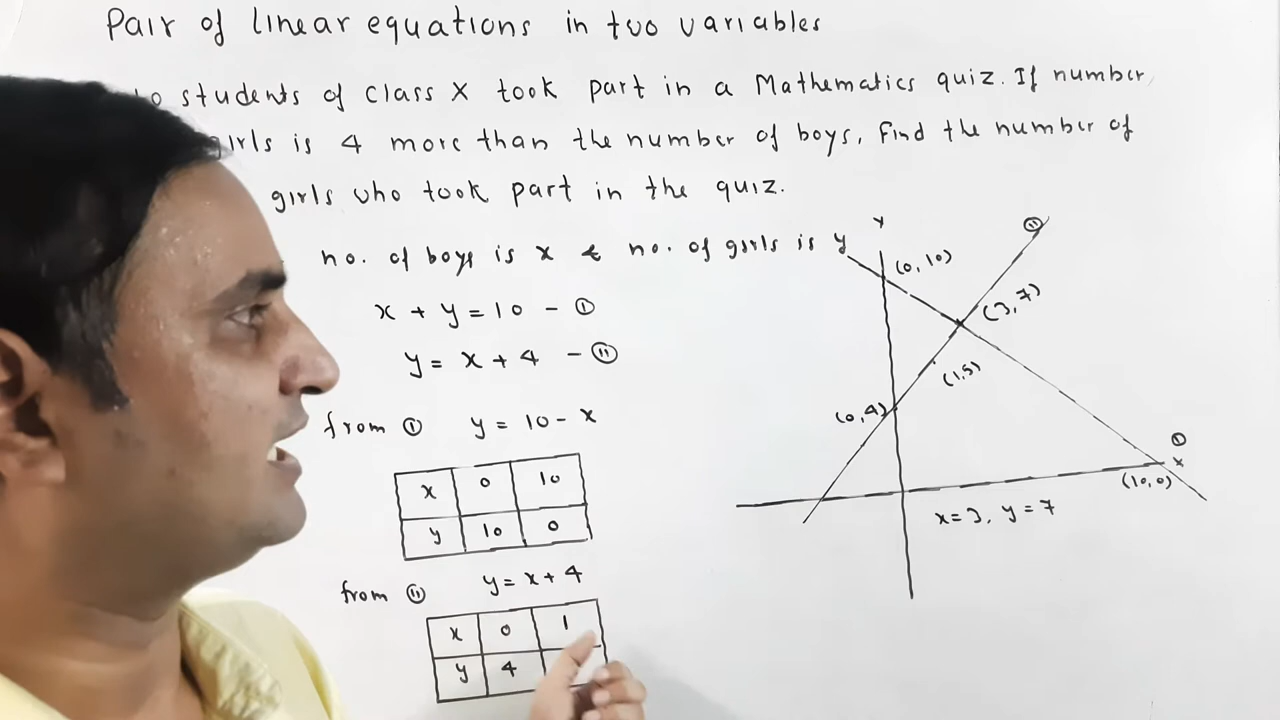 Pair of linear equations in two variables
students of class X took part in a Mathematics quiz. If number
is 4 more than the number of boys, Find the number of
girls who took part in the quiz.
no. of boys is x & no. of girls is y
x + y = 10 - ①
y = x + 4 - ⑪
from ① y = 10 - x
x 0 10
y 10 0
from ⑪ y = x + 4
x 0 1
y 4
y
⑪
(0, 10)
(3, 7)
(1,5)
(0, 4)
①
x
(10, 0)
x = 3, y = 7